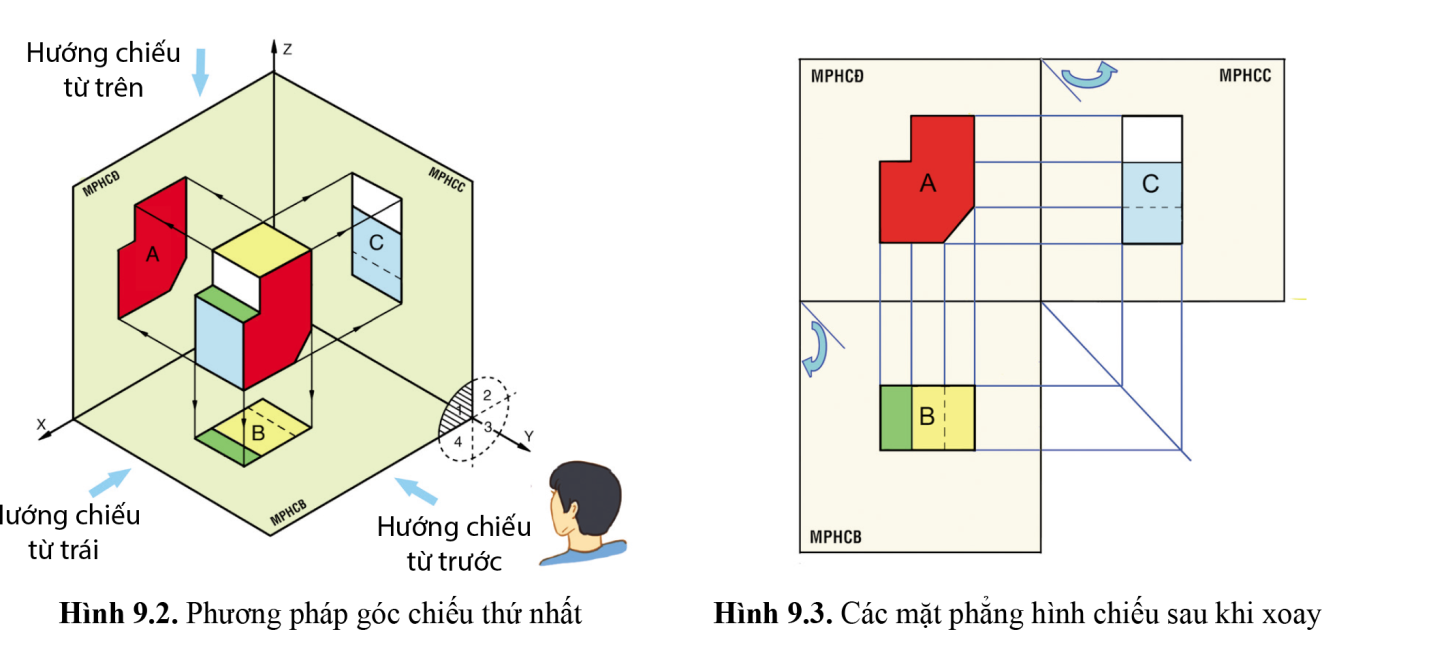 Hướng chiếu
từ trên
Z
MPHCĐ
MPHCC
A
C
B
X
1
2
3
4
Y
MPHCB
chiếu
từ trái
Hướng chiếu
từ trước
Hình 9.2. Phương pháp góc chiếu thứ nhất
MPHCĐ
MPHCC
A
C
B
MPHCB
Hình 9.3. Các mặt phẳng hình chiếu sau khi xoay